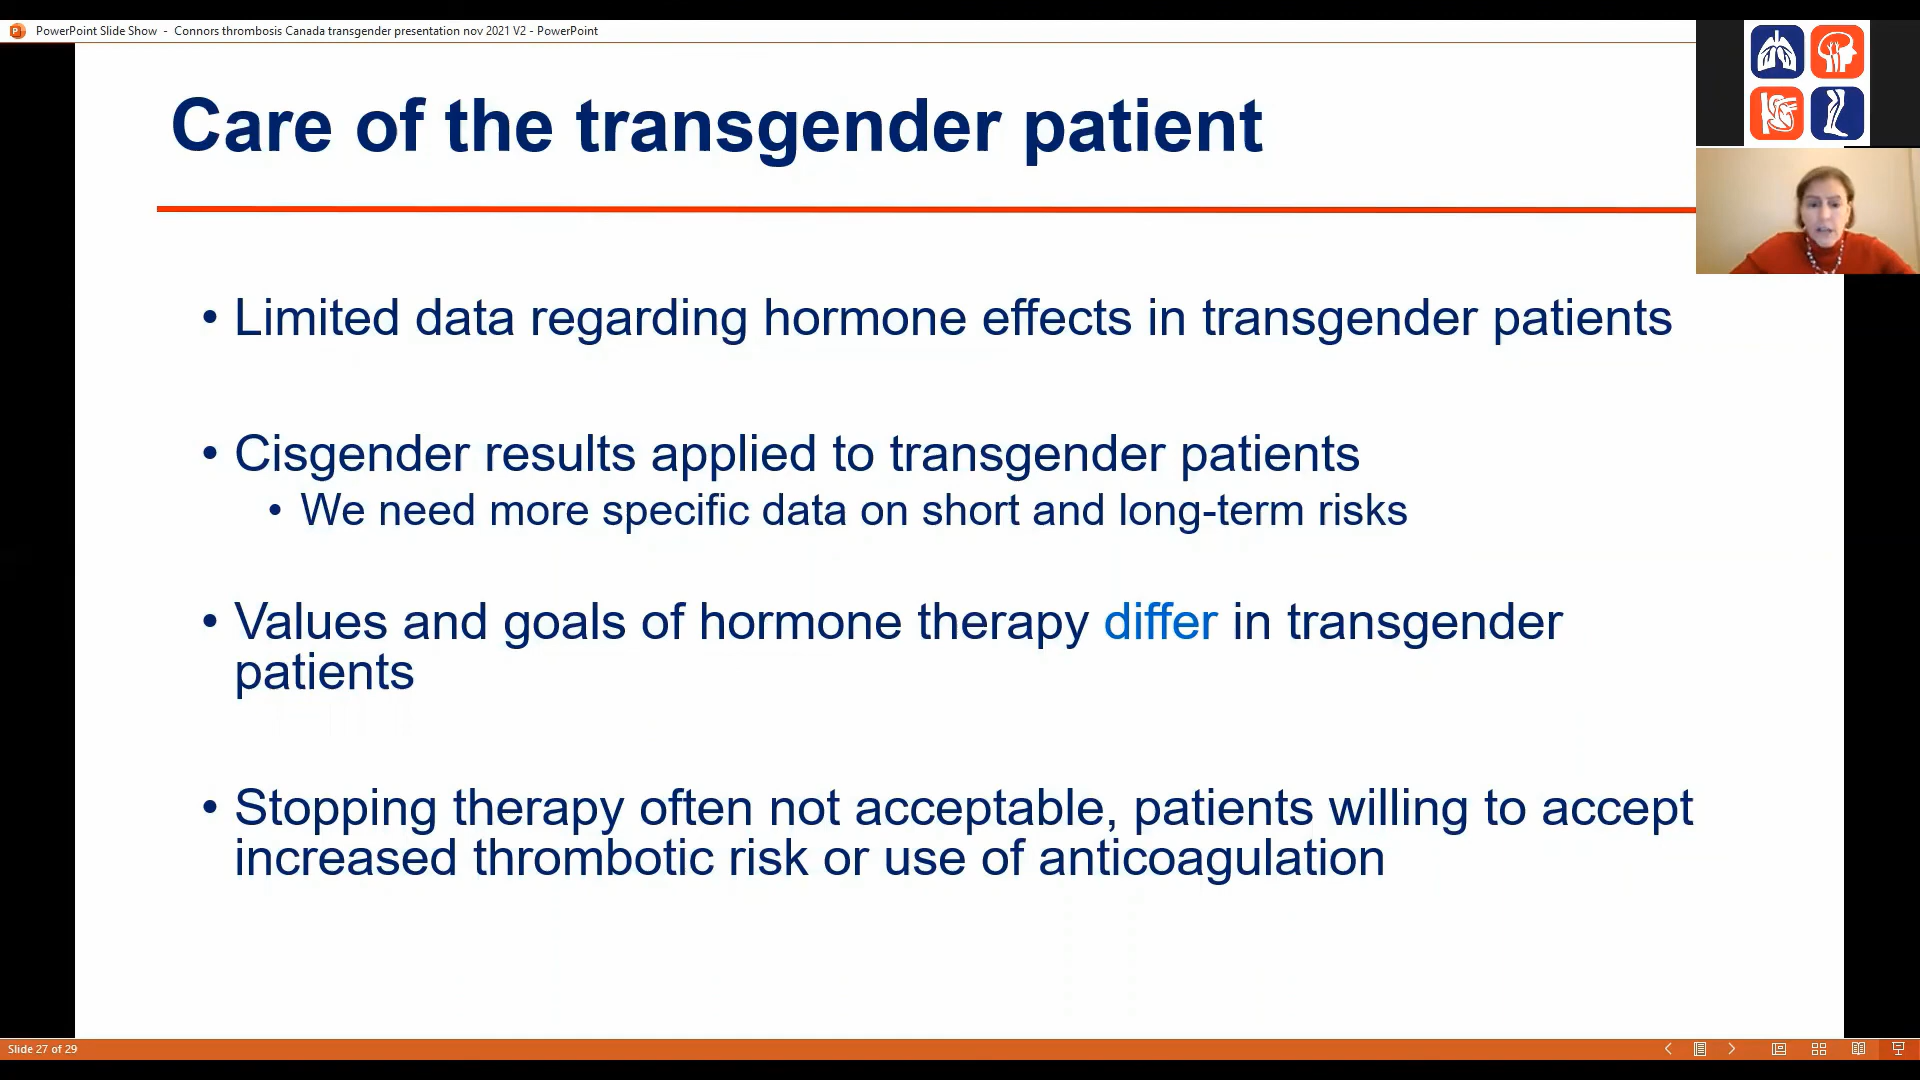 PowerPoint Slide Show - Connors thrombosis Canada transgender presentation nov 2021 V2 - PowerPoint
Care of the transgender patient
• Limited data regarding hormone effects in transgender patients
• Cisgender results applied to transgender patients
• We need more specific data on short and long-term risks
• Values and goals of hormone therapy differ in transgender
patients
• Stopping therapy often not acceptable, patients willing to accept
increased thrombotic risk or use of anticoagulation
Slide 27 of 29